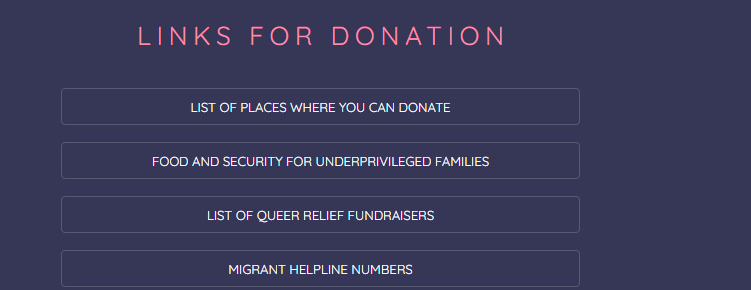 LINKS FOR DONATION
LIST OF PLACES WHERE YOU CAN DONATE
FOOD AND SECURITY FOR UNDERPRIVILEGED FAMILIES
LIST OF QUEER RELIEF FUNDRAISERS
MIGRANT HELPLINE NUMBERS